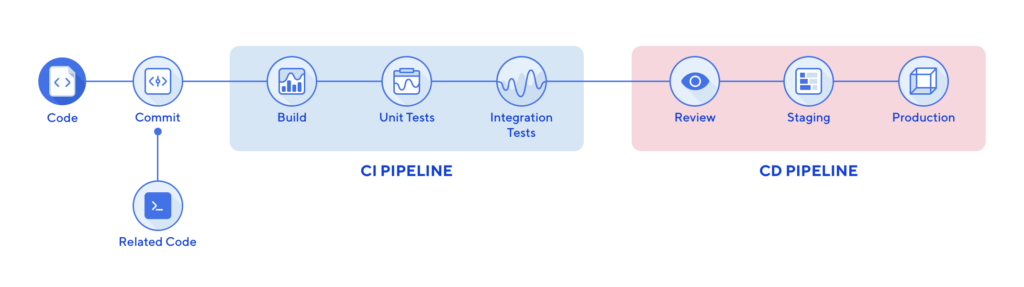 Code
Commit
Build
Unit Tests
Integration
Tests
Review
Staging
Production
CI PIPELINE
CD PIPELINE
Related Code